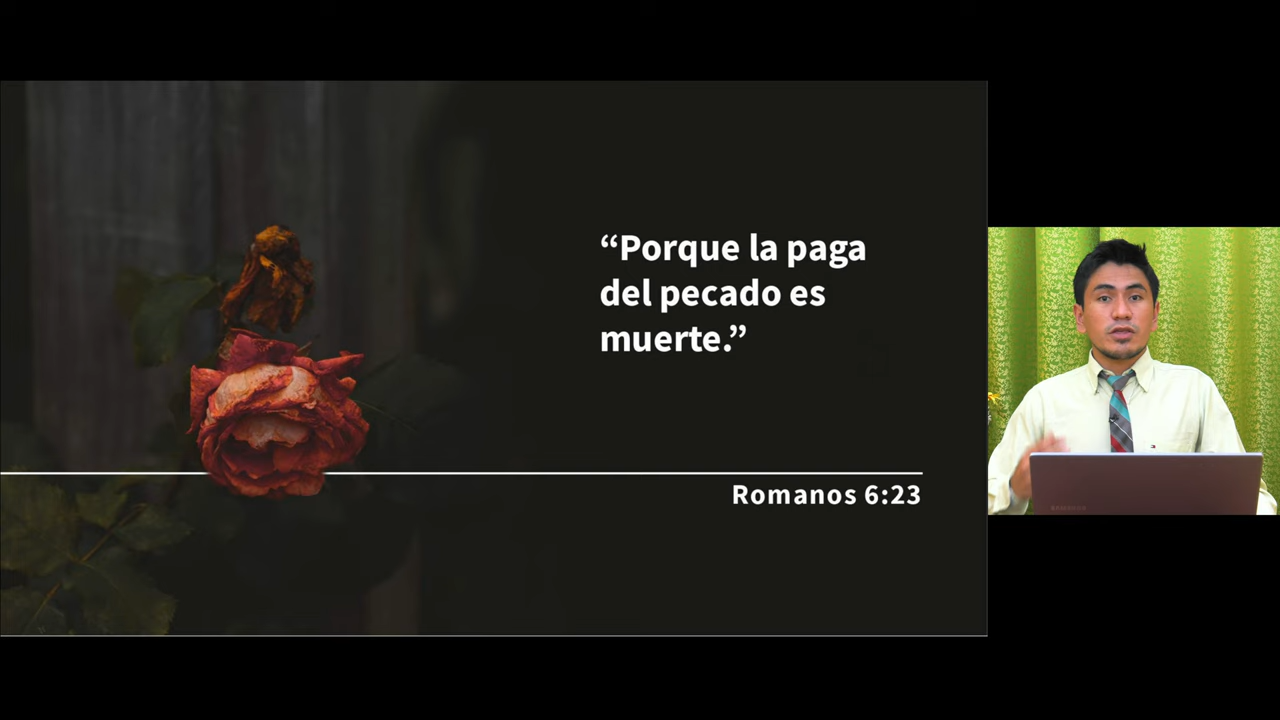 “Porque la paga
del pecado es
muerte.”
Romanos 6:23